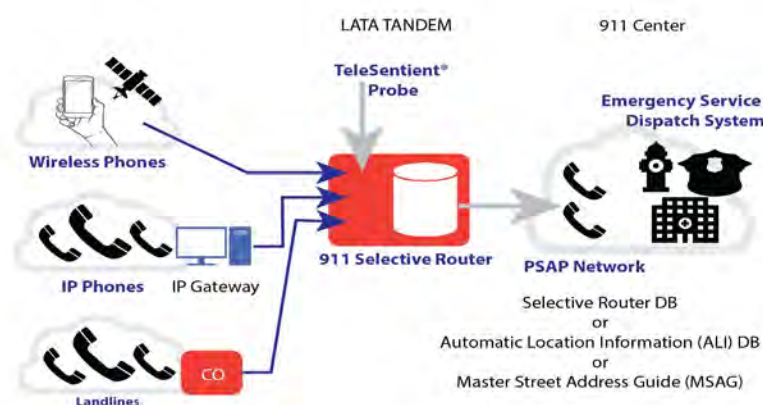 LATA TANDEM
911 Center
TeleSentient*
Probe
Emergency Service
Dispatch System
Wireless Phones
911 Selective Router
PSAP Network
IP Phones
IP Gateway
Selective Router DB
or
Automatic Location Information (ALI) DB
or
Master Street Address Guide (MSAG)
CO
Landlines